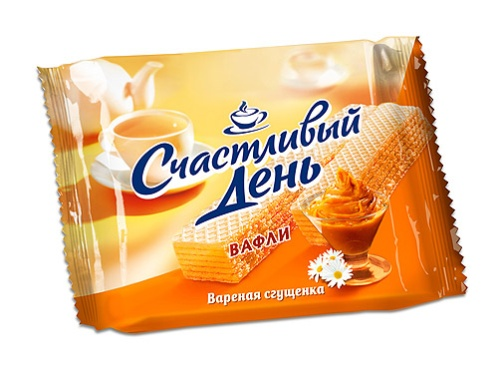 Счастливый
День
ВАФЛИ
Вареная сгущенка